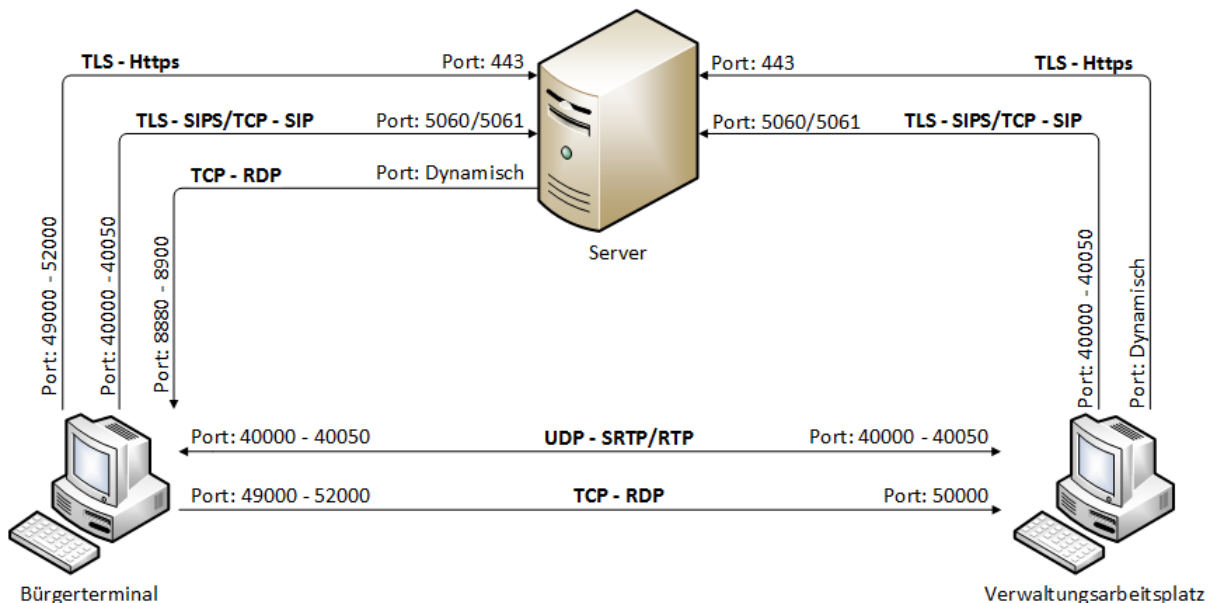 TLS - Https
Port: 443
Port: 443
TLS - Https
TLS - SIPS/TCP - SIP
Port: 5060/5061
Port: 5060/5061
TLS - SIPS/TCP - SIP
TCP - RDP
Port: Dynamisch
Server
Port: 49000 - 52000
Port: 40000 - 40050
Port: 8880 - 8900
Port: 40000 - 40050
Port: Dynamisch
Port: 40000 - 40050
UDP - SRTP/RTP
Port: 40000 - 40050
Port: 49000 - 52000
TCP - RDP
Port: 50000
Bürgerterminal
Verwaltungsarbeitsplatz